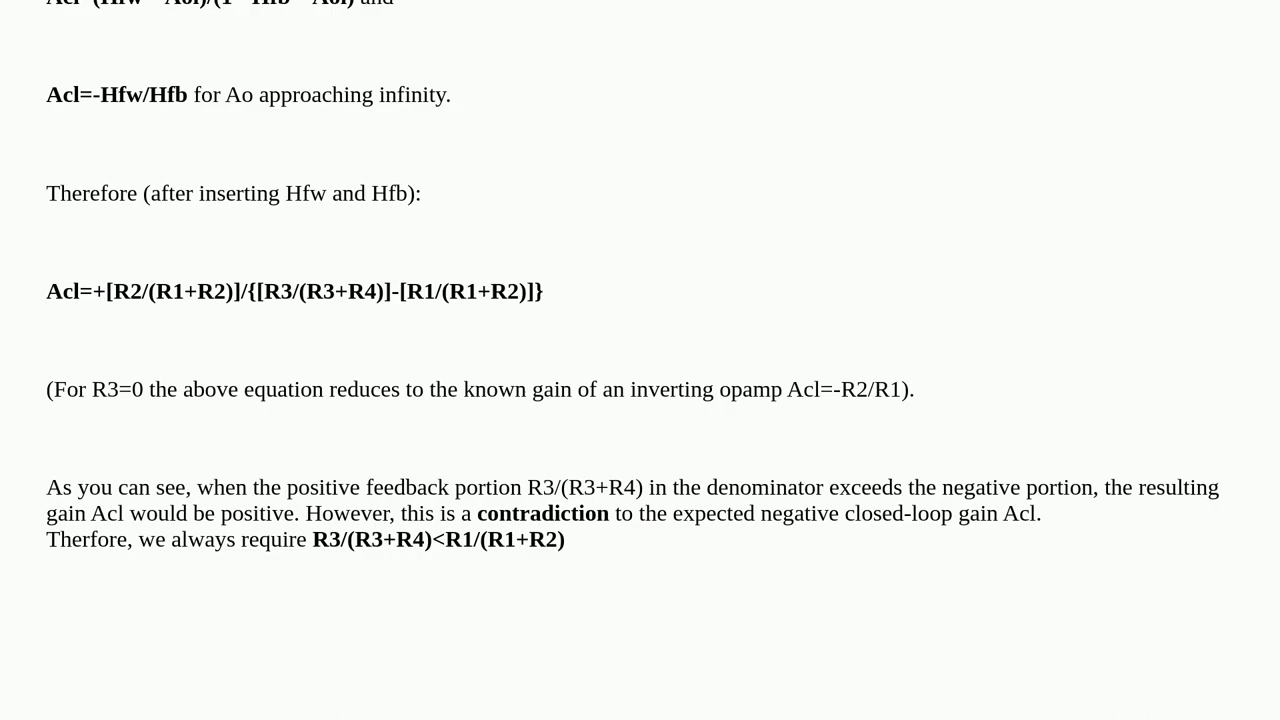 and
Acl=-Hfw/Hfb for Ao approaching infinity.
Therefore (after inserting Hfw and Hfb):
Acl=+[R2/(R1+R2)]/{[R3/(R3+R4)]-[R1/(R1+R2)]}
(For R3=0 the above equation reduces to the known gain of an inverting opamp Acl=-R2/R1).
As you can see, when the positive feedback portion R3/(R3+R4) in the denominator exceeds the negative portion, the resulting
gain Acl would be positive. However, this is a contradiction to the expected negative closed-loop gain Acl.
Therfore, we always require R3/(R3+R4)<R1/(R1+R2)